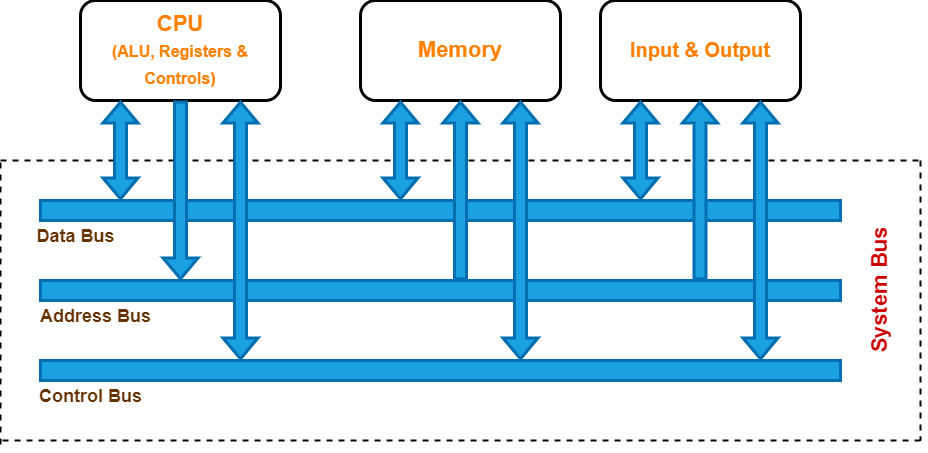 CPU
(ALU, Registers &
Controls)
Memory
Input & Output
Data Bus
Address Bus
Control Bus
System Bus